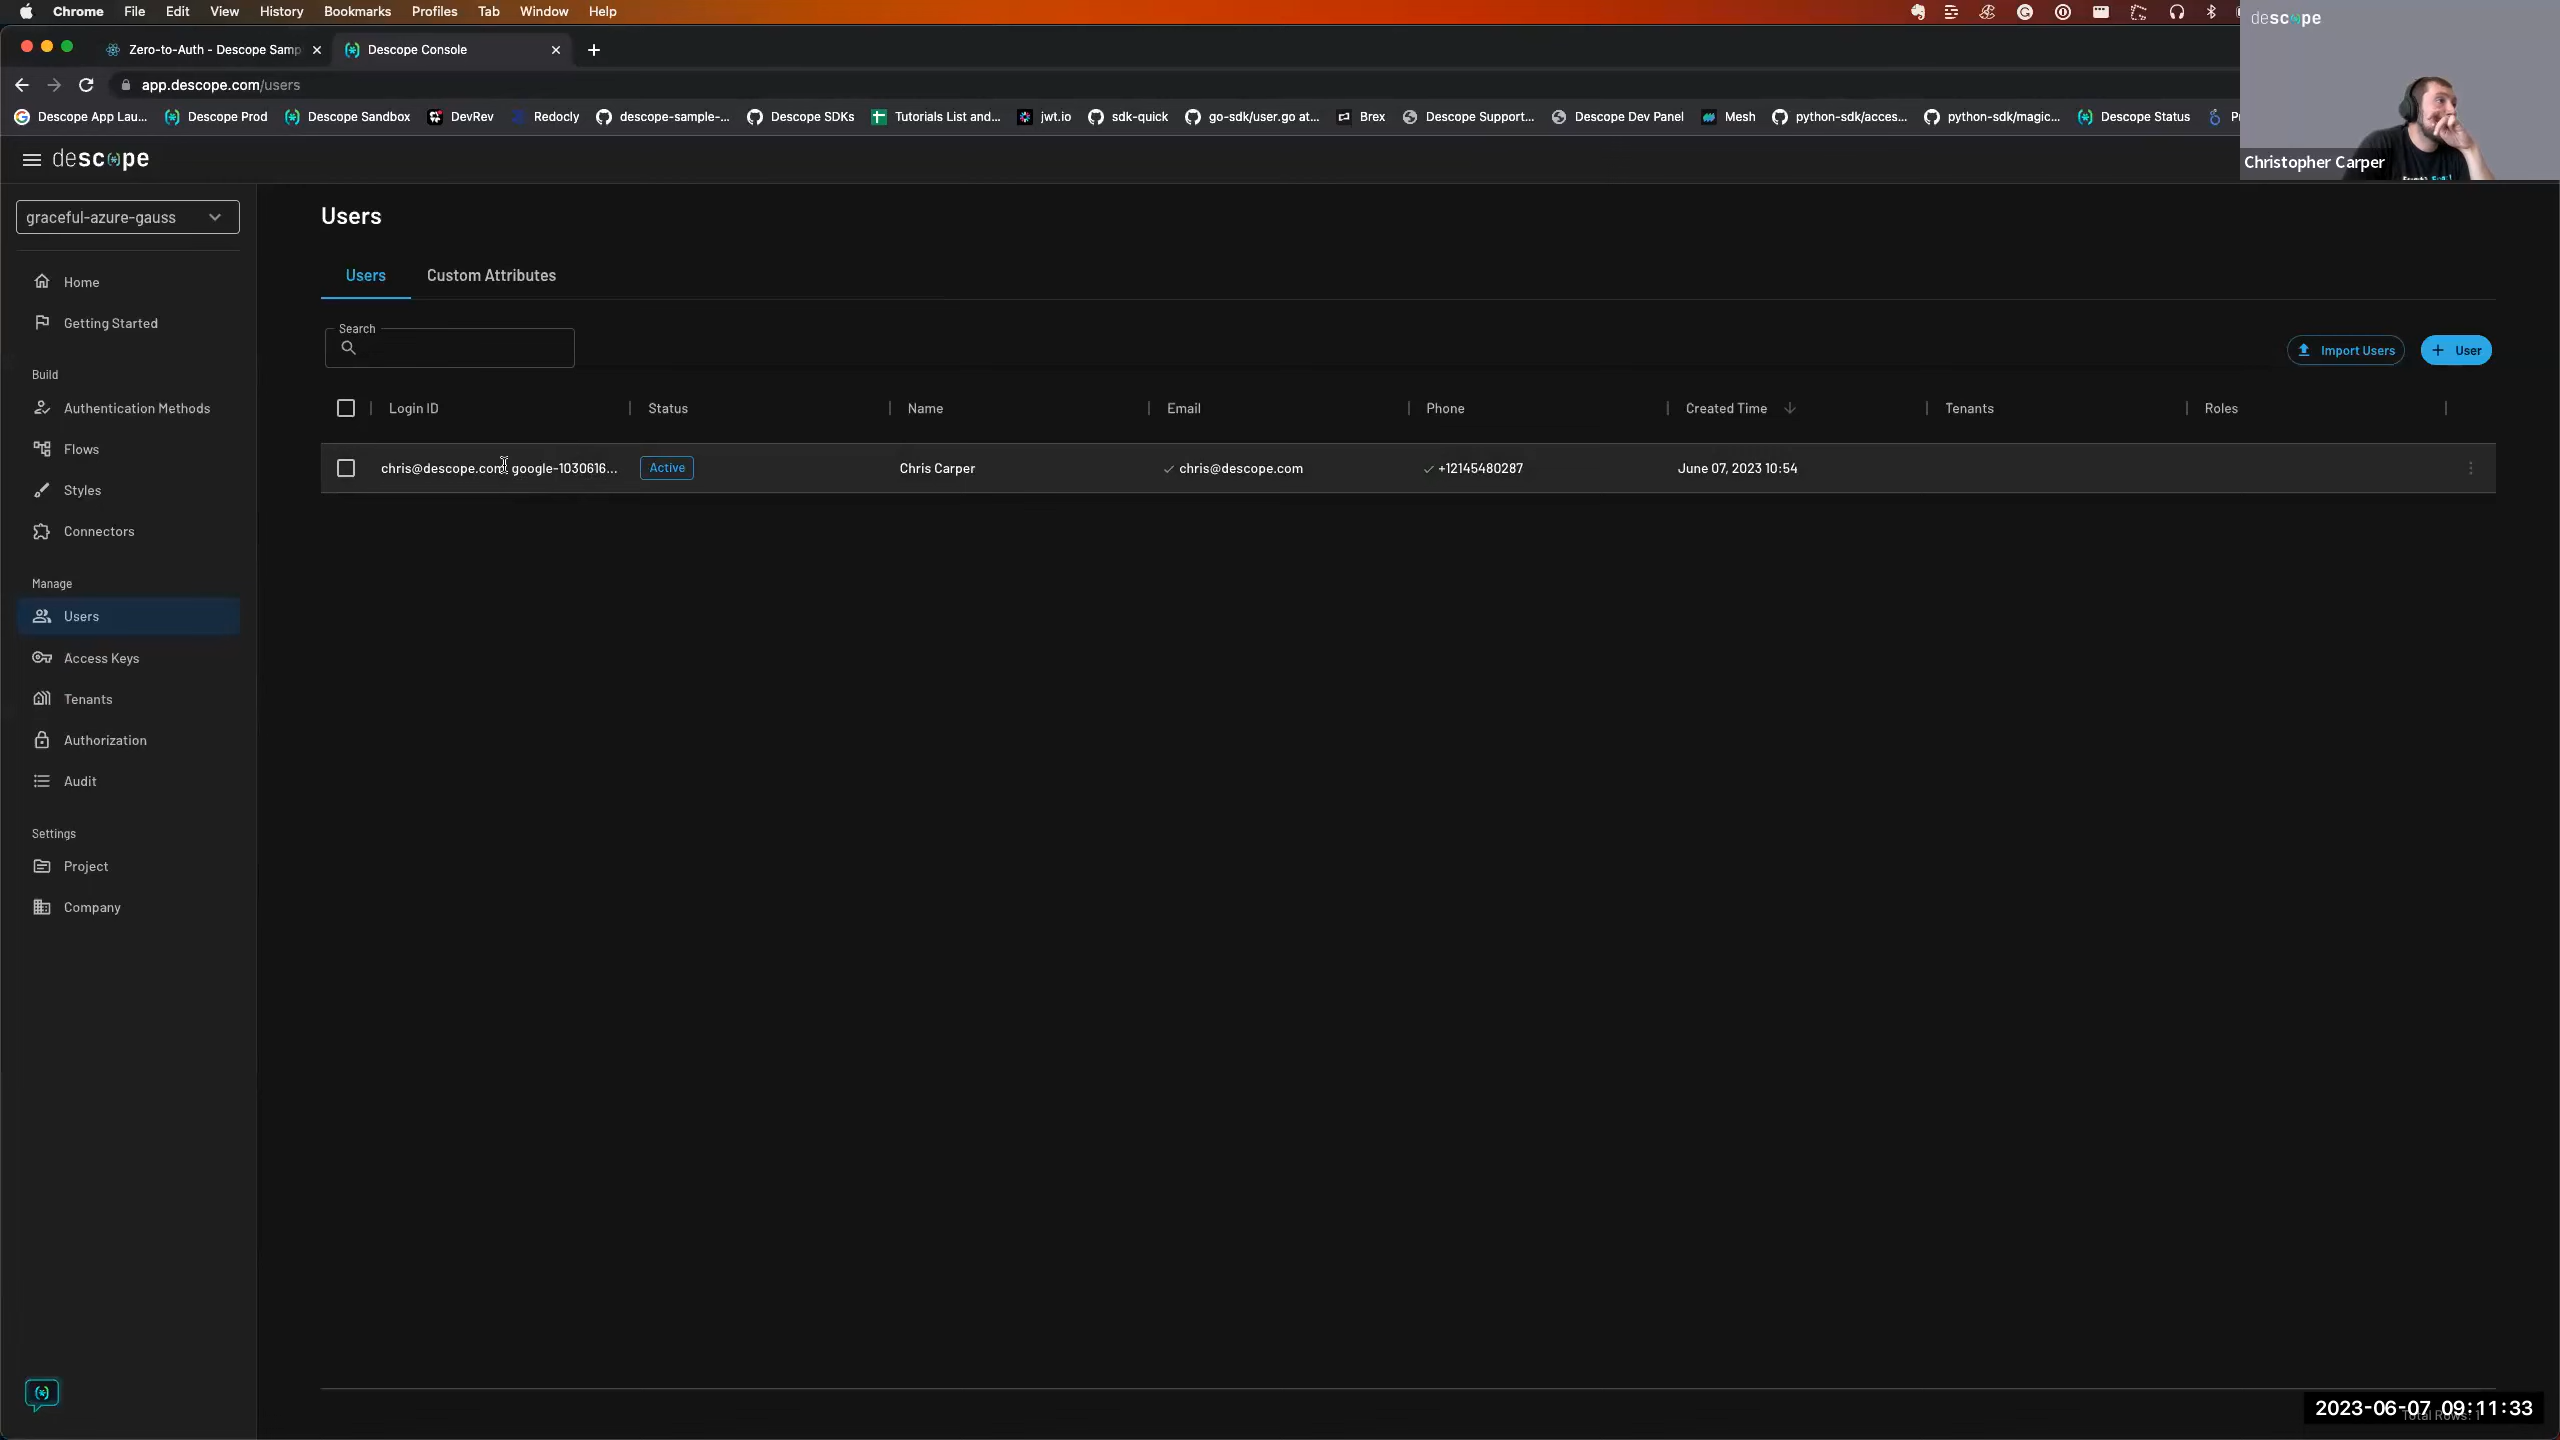 Chrome File Edit View History Bookmarks Profiles Tab Window Help
descope
Zero-to-Auth - Descope Samp
Descope Console
app.descope.com/users
Descope App Lau... Descope Prod Descope Sandbox DevRev Redocly descope-sample-... Descope SDKs Tutorials List and... jwt.io sdk-quick go-sdk/user.go at... Brex Descope Support... Descope Dev Panel Mesh python-sdk/acces... python-sdk/magic... Descope Status
descope
Christopher Carper
graceful-azure-gauss
Users
Home
Users Custom Attributes
Getting Started
Search
Import Users
User
Build
Authentication Methods
Login ID Status Name Email Phone Created Time Tenants Roles
Flows
chris@descope.com, google-1030616... Active Chris Carper chris@descope.com +12145480287 June 07, 2023 10:54
Styles
Connectors
Manage
Users
Access Keys
Tenants
Authorization
Audit
Settings
Project
Company
2023-06-07 09:11:33
Total Rows: 1